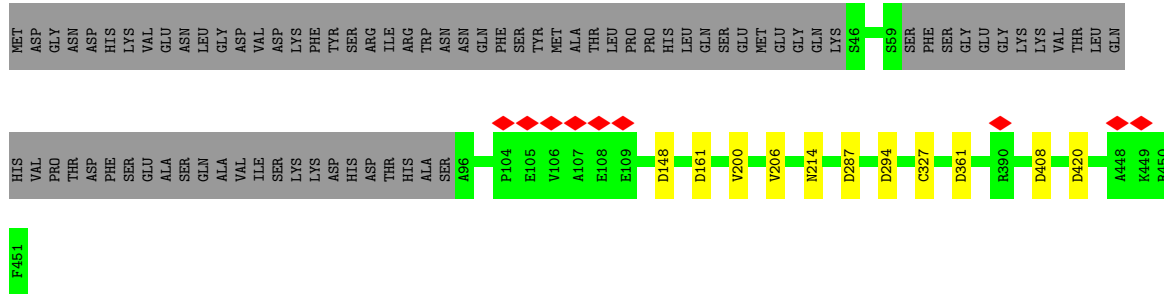 MET ASP GLY ASN ASP HIS LYS VAL GLU ASN LEU GLY ASP VAL ASP LYS PHE TYR SER ARG ILE ARG TRP ASN ASN GLN PHE SER TYR MET ALA THR LEU PRO PRO HIS LEU GLN SER GLU MET GLU GLY GLN LYS S46 S59 SER PHE SER GLY GLU GLY LYS LYS VAL THR LEU GLN
HIS VAL PRO THR ASP PHE SER GLU ALA SER GLN ALA VAL ILE SER LYS LYS ASP HIS ASP THR HIS ALA SER A96 P104 E105 V106 A107 E108 E109 D148 D161 V200 V206 N214 D287 D294 C327 D361 R390 D408 D420 A448 K449
F451